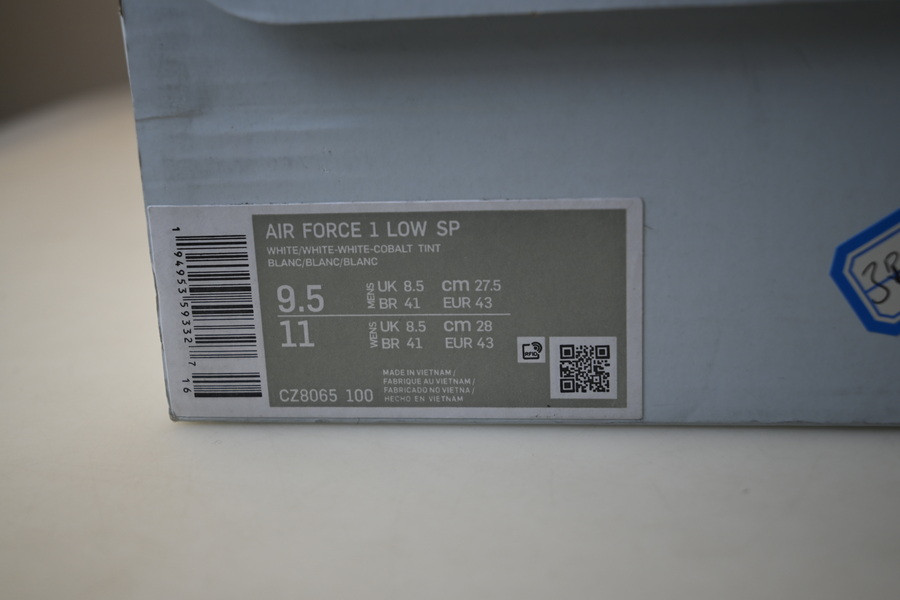 AIR FORCE 1 LOW SP
WHITE/WHITE-WHITE-COBALT TINT
BLANC/BLANC/BLANC
9.5 MENS UK 8.5 cm 27.5
BR 41 EUR 43
11 WENS UK 8.5 cm 28
BR 41 EUR 43
RFID
MADE IN VIETNAM /
FABRIQUE AU VIETNAM /
FABRICADO NO VIETNA /
HECHO EN VIETNAM
CZ8065 100
1 94953 59332 7 16